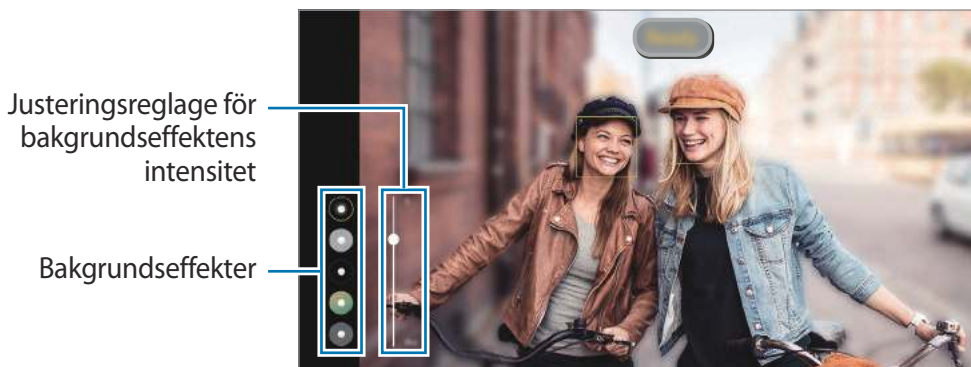 Justeringsreglage för
bakgrundseffektens
intensitet
Bakgrundseffekter